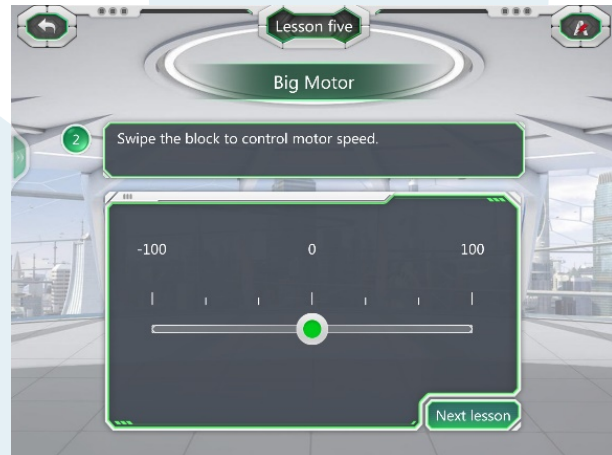 Lesson five
Big Motor
2
Swipe the block to control motor speed.
-100 0 100
Next lesson